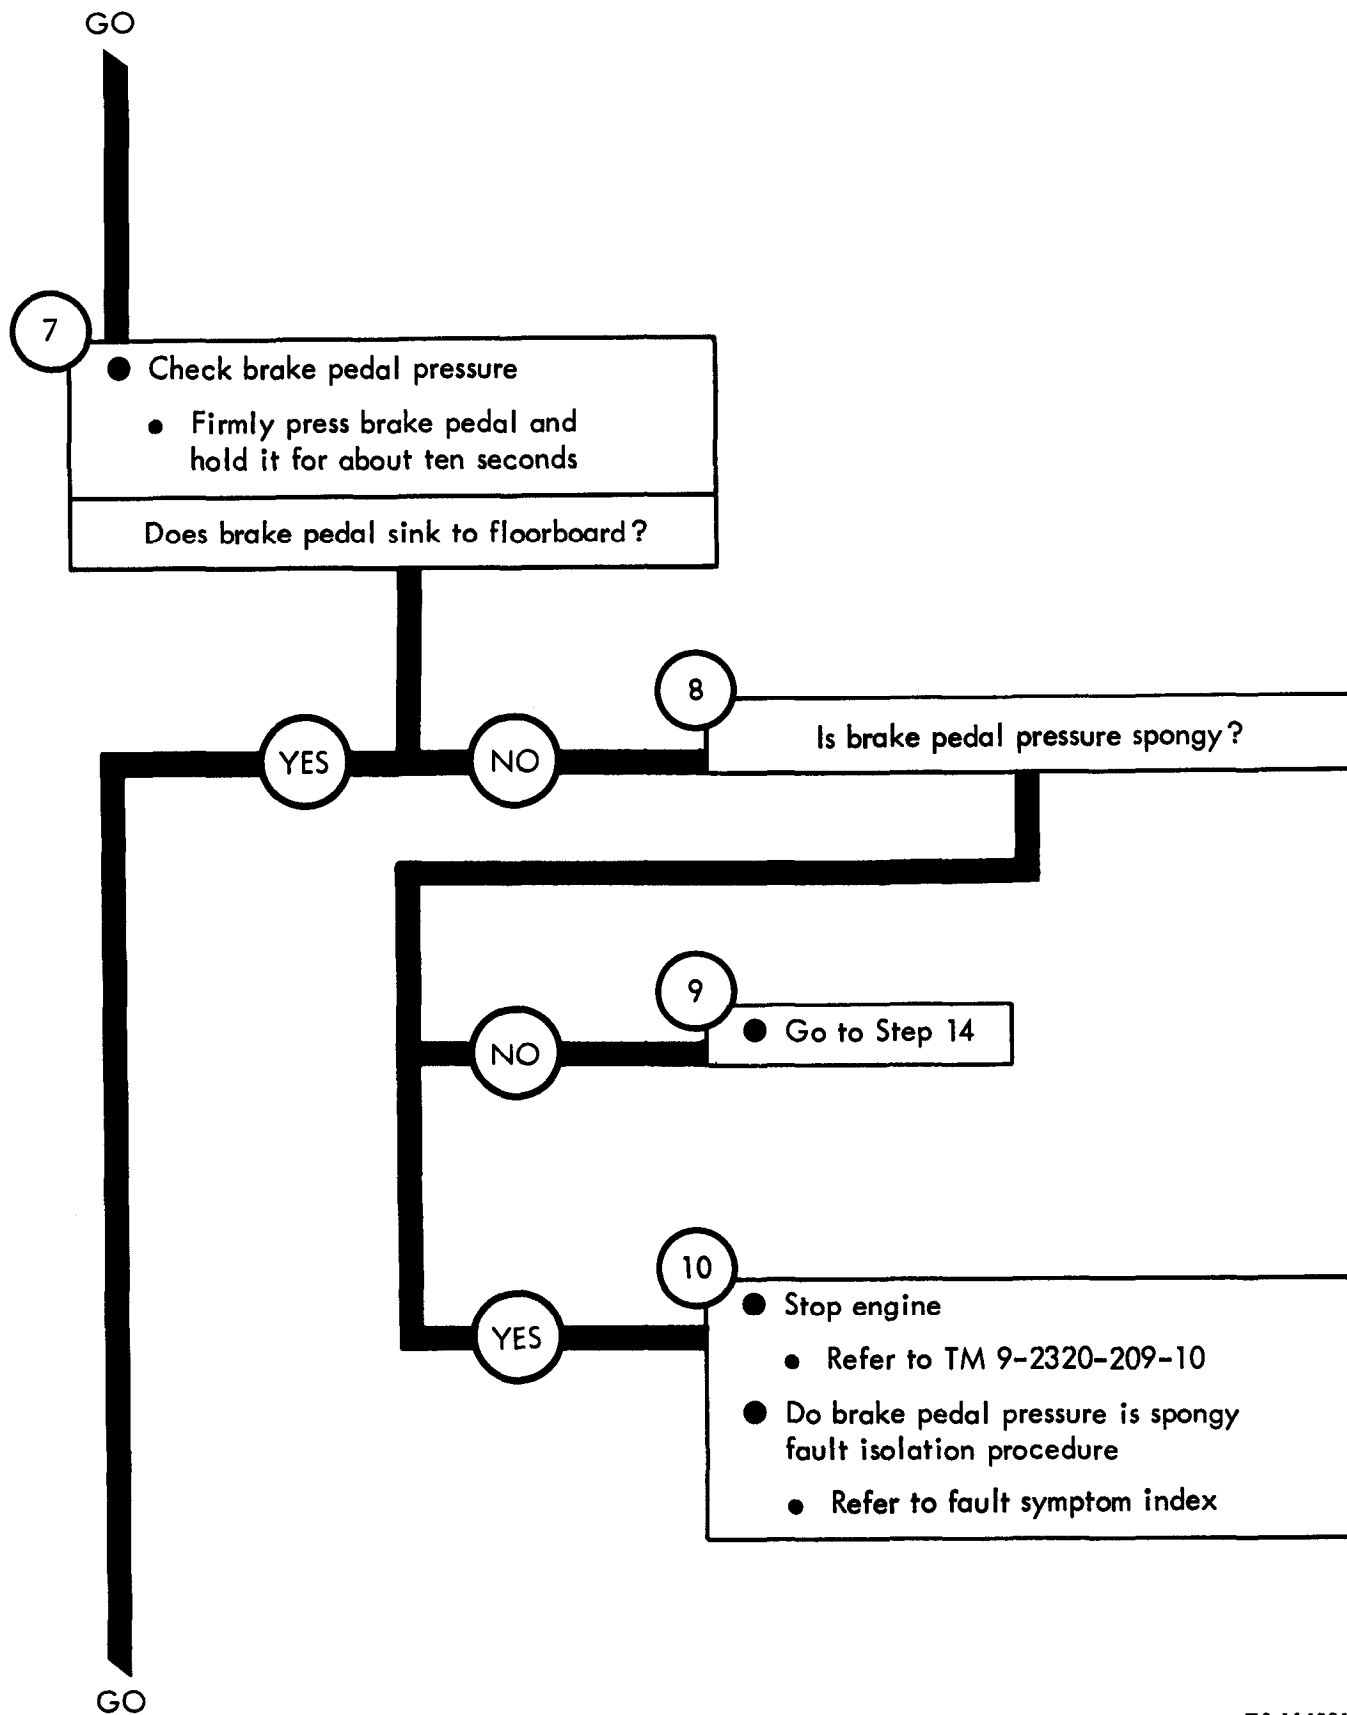 GO
7
● Check brake pedal pressure
● Firmly press brake pedal and
hold it for about ten seconds
Does brake pedal sink to floorboard?
8
Is brake pedal pressure spongy?
YES
NO
9
● Go to Step 14
NO
10
● Stop engine
● Refer to TM 9-2320-209-10
● Do brake pedal pressure is spongy
fault isolation procedure
● Refer to fault symptom index
YES
GO